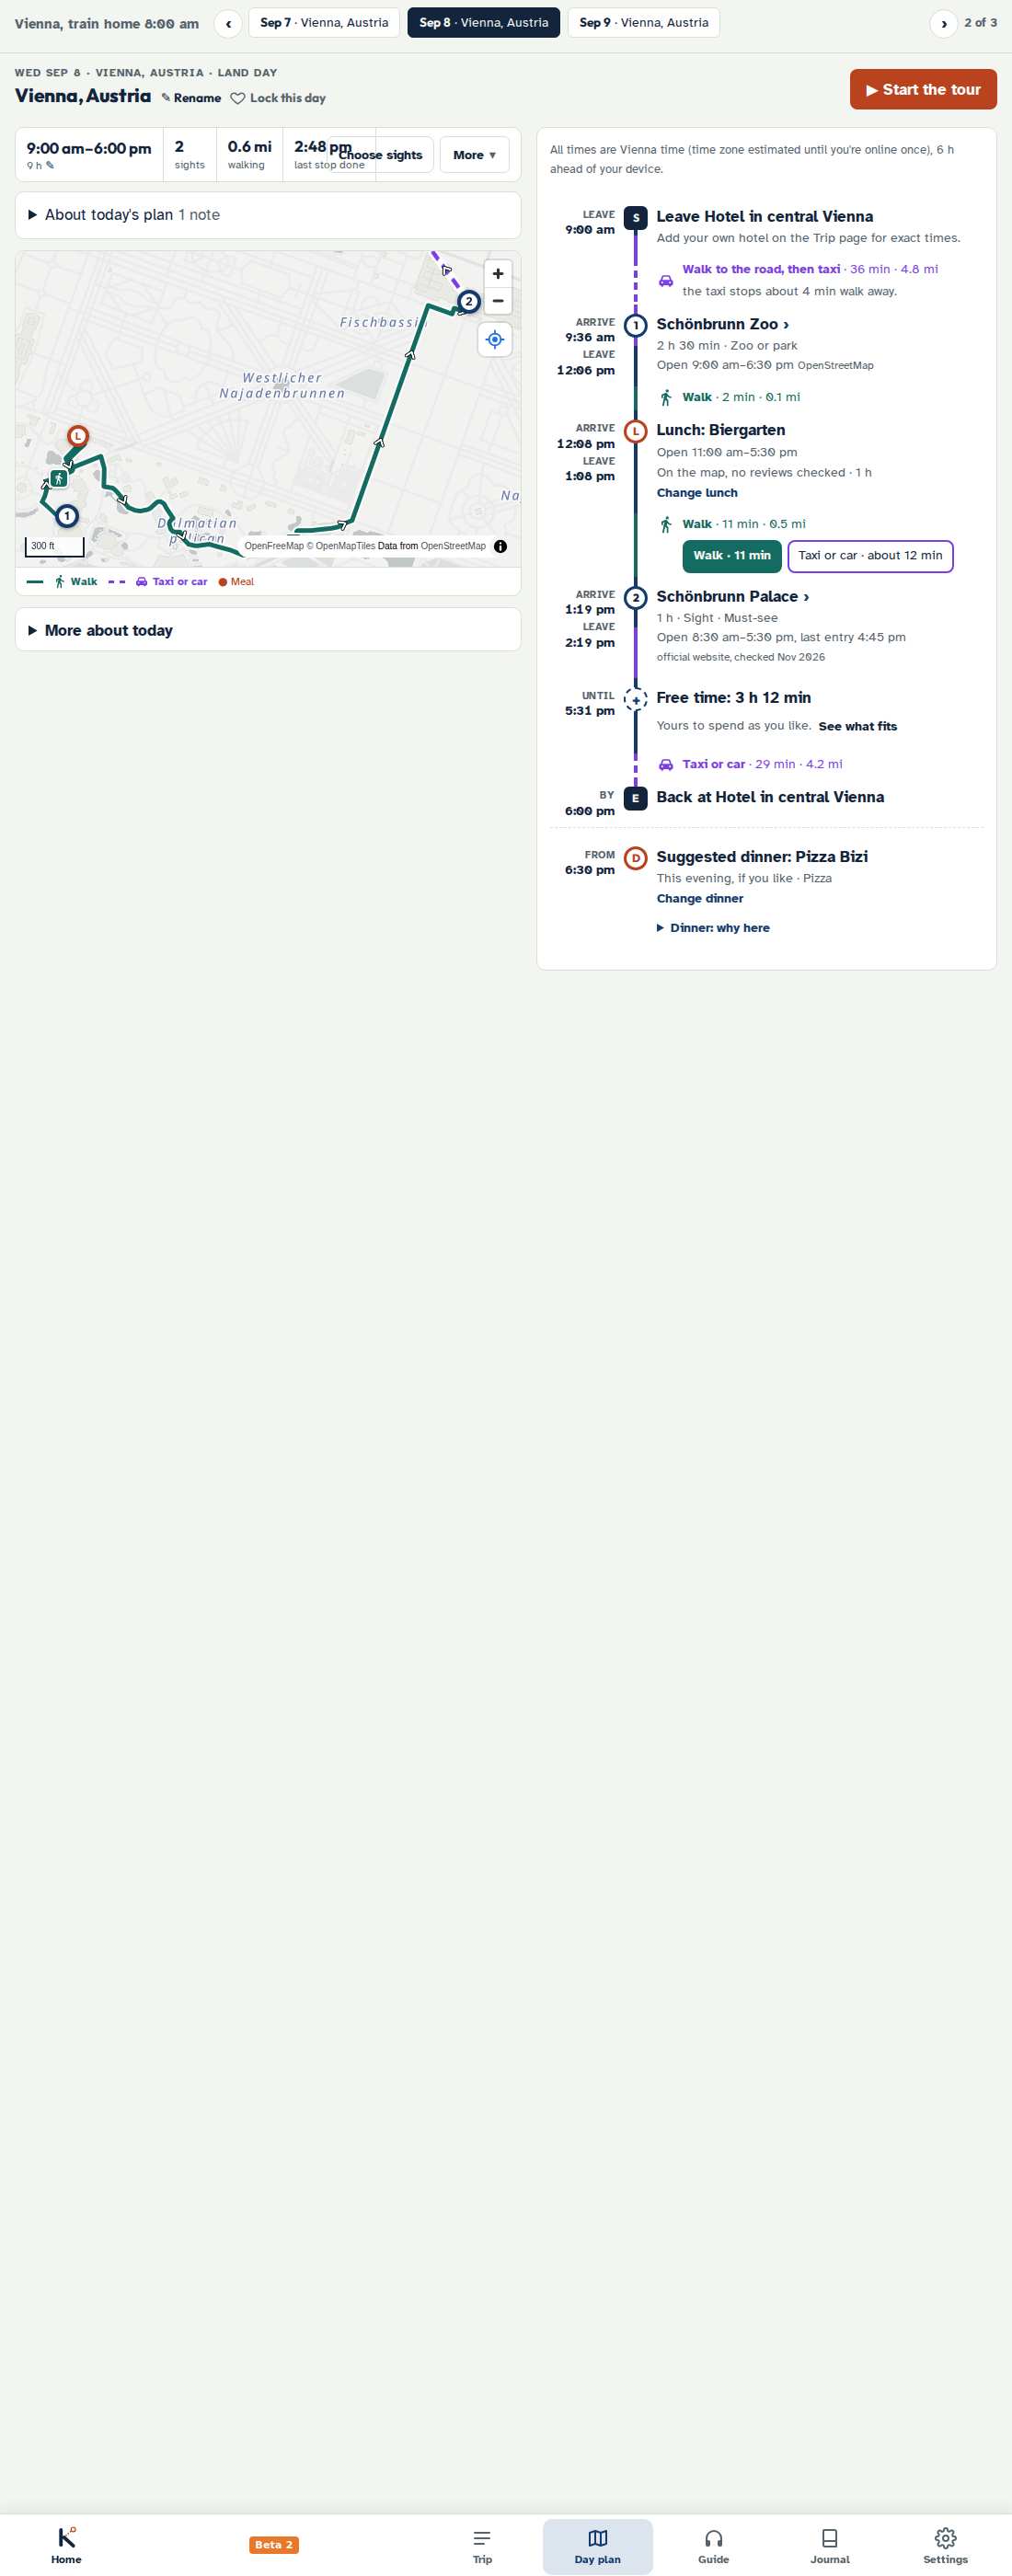 Vienna, train home 8:00 am
‹
Sep 7 · Vienna, Austria
Sep 8 · Vienna, Austria
Sep 9 · Vienna, Austria
›
2 of 3
WED SEP 8 · VIENNA, AUSTRIA · LAND DAY
Vienna, Austria ✎ Rename Lock this day
▶ Start the tour
9:00 am–6:00 pm
9 h ✎
2
sights
0.6 mi
walking
2:48 pm
last stop done
Choose sights
More ▾
▶ About today's plan 1 note
Fischbassin
Westlicher
Najadenbrunnen
Na
Dalmatian
pelican
L
1
2
+
−
300 ft
OpenFreeMap © OpenMapTiles Data from OpenStreetMap
Walk
Taxi or car
Meal
▶ More about today
All times are Vienna time (time zone estimated until you're online once), 6 h
ahead of your device.
LEAVE
9:00 am
S
Leave Hotel in central Vienna
Add your own hotel on the Trip page for exact times.
Walk to the road, then taxi · 36 min · 4.8 mi
the taxi stops about 4 min walk away.
ARRIVE
9:36 am
LEAVE
12:06 pm
1
Schönbrunn Zoo ›
2 h 30 min · Zoo or park
Open 9:00 am–6:30 pm OpenStreetMap
Walk · 2 min · 0.1 mi
ARRIVE
12:08 pm
LEAVE
1:08 pm
L
Lunch: Biergarten
Open 11:00 am–5:30 pm
On the map, no reviews checked · 1 h
Change lunch
Walk · 11 min · 0.5 mi
Walk · 11 min
Taxi or car · about 12 min
ARRIVE
1:19 pm
LEAVE
2:19 pm
2
Schönbrunn Palace ›
1 h · Sight · Must-see
Open 8:30 am–5:30 pm, last entry 4:45 pm
official website, checked Nov 2026
UNTIL
5:31 pm
+
Free time: 3 h 12 min
Yours to spend as you like. See what fits
Taxi or car · 29 min · 4.2 mi
BY
6:00 pm
E
Back at Hotel in central Vienna
FROM
6:30 pm
D
Suggested dinner: Pizza Bizi
This evening, if you like · Pizza
Change dinner
▶ Dinner: why here
Home
Beta 2
Trip
Day plan
Guide
Journal
Settings